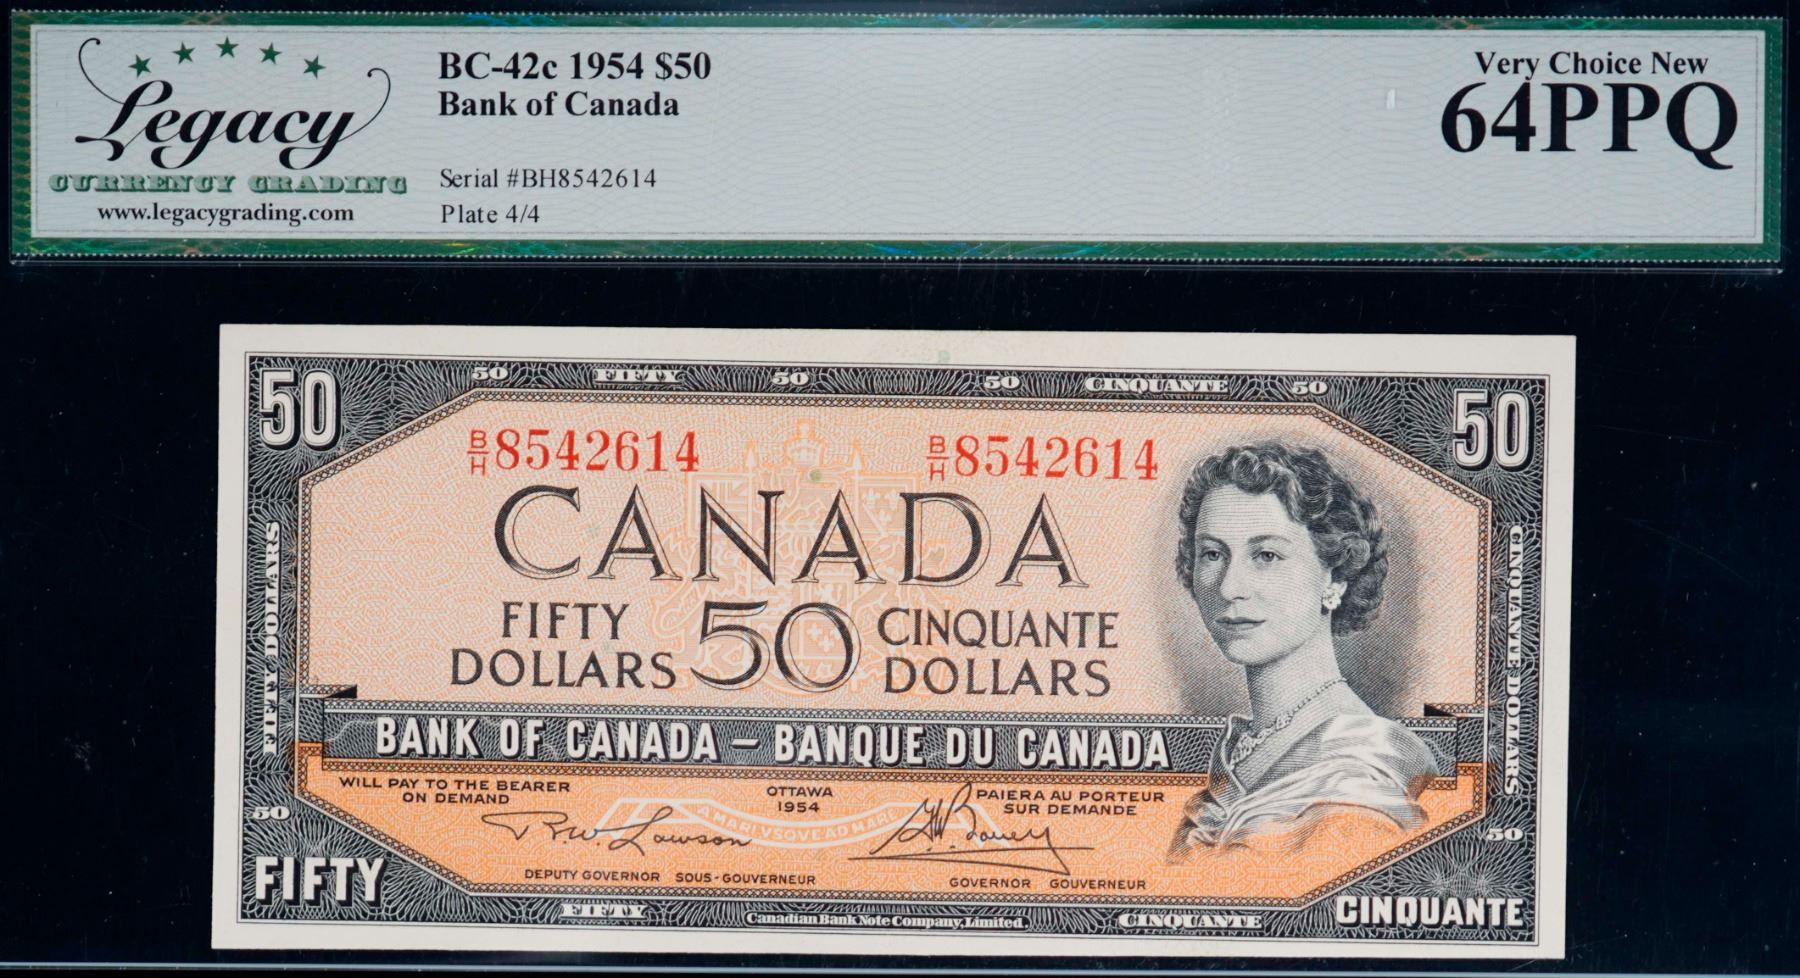 Legacy
CURRENCY GRADING
www.legacygrading.com
BC-42c 1954 $50
Bank of Canada
Serial #BH8542614
Plate 4/4
Very Choice New
64PPQ
50 FIFTY 50 50 CINQUANTE 50
50 50
B/H 8542614 B/H 8542614
CANADA
FIFTY DOLLARS
50
CINQUANTE DOLLARS
FIFTY DOLLARS
CINQUANTE DOLLARS
BANK OF CANADA – BANQUE DU CANADA
WILL PAY TO THE BEARER
ON DEMAND
OTTAWA
1954
PAIERA AU PORTEUR
SUR DEMANDE
A MARI VSQVE AD MARE
R.W. Lawson
DEPUTY GOVERNOR SOUS-GOUVERNEUR
GOVERNOR GOUVERNEUR
50 50
FIFTY CINQUANTE
FIFTY Canadian Bank Note Company, Limited. CINQUANTE